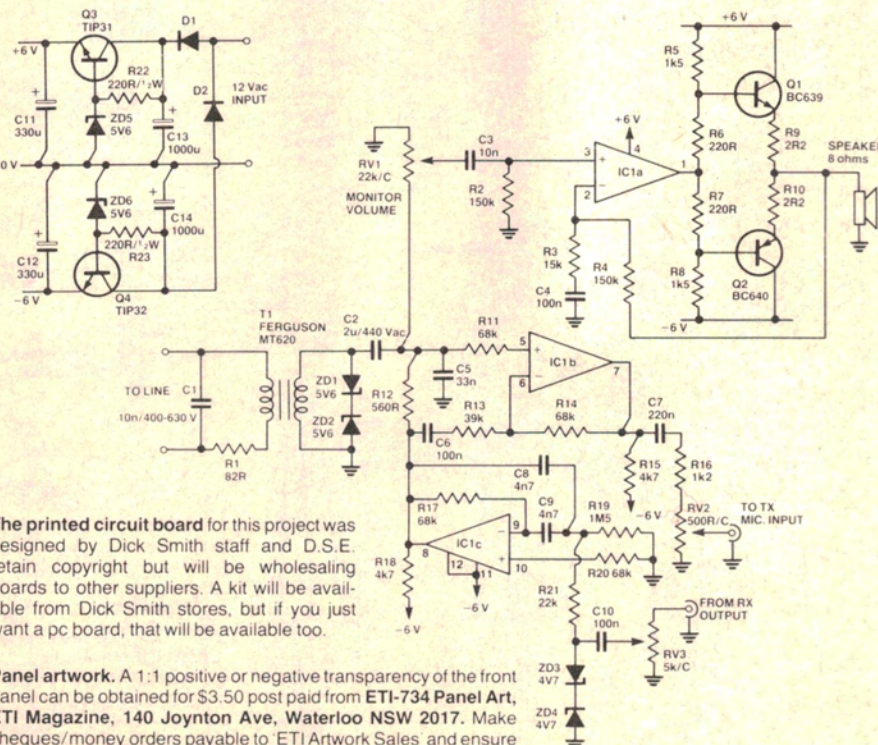 Q3
TIP31
D1
+6 V
R22
220R/½W
D2
12 Vac
INPUT
C11
330u
ZD5
5V6
C13
1000u
0 V
ZD6
5V6
C14
1000u
220R/½W
R23
C12
330u
-6 V
Q4
TIP32
RV1
22k/C
MONITOR
VOLUME
C3
10n
R2
150k
+6 V
3
4
IC1a
1
2
R3
15k
R4
150k
C4
100n
+6 V
R5
1k5
Q1
BC639
R6
220R
R9
2R2
SPEAKER
8 ohms
R7
220R
R10
2R2
R8
1k5
Q2
BC640
-6 V
T1
FERGUSON
MT620
C2
2u/440 Vac
TO LINE
C1
10n/400-630 V
R1
82R
ZD1
5V6
ZD2
5V6
R11
68k
R12
560R
C5
33n
5
IC1b
7
6
C6
100n
R13
39k
R14
68k
C7
220n
R15
4k7
-6 V
R16
1k2
RV2
500R/C
TO TX
MIC. INPUT
C8
4n7
R17
68k
C9
4n7
R19
1M5
9
IC1c
8
10
12
11
-6 V
R18
4k7
-6 V
R20 68k
R21
22k
C10
100n
FROM RX
OUTPUT
RV3
5k/C
ZD3
4V7
ZD4
4V7
he printed circuit board for this project was
esigned by Dick Smith staff and D.S.E.
etain copyright but will be wholesaling
oards to other suppliers. A kit will be avail-
ble from Dick Smith stores, but if you just
ant a pc board, that will be available too.
anel artwork. A 1:1 positive or negative transparency of the front
anel can be obtained for $3.50 post paid from ETI-734 Panel Art,
TI Magazine, 140 Joynton Ave, Waterloo NSW 2017. Make
heques/money orders payable to 'ETI Artwork Sales' and ensure